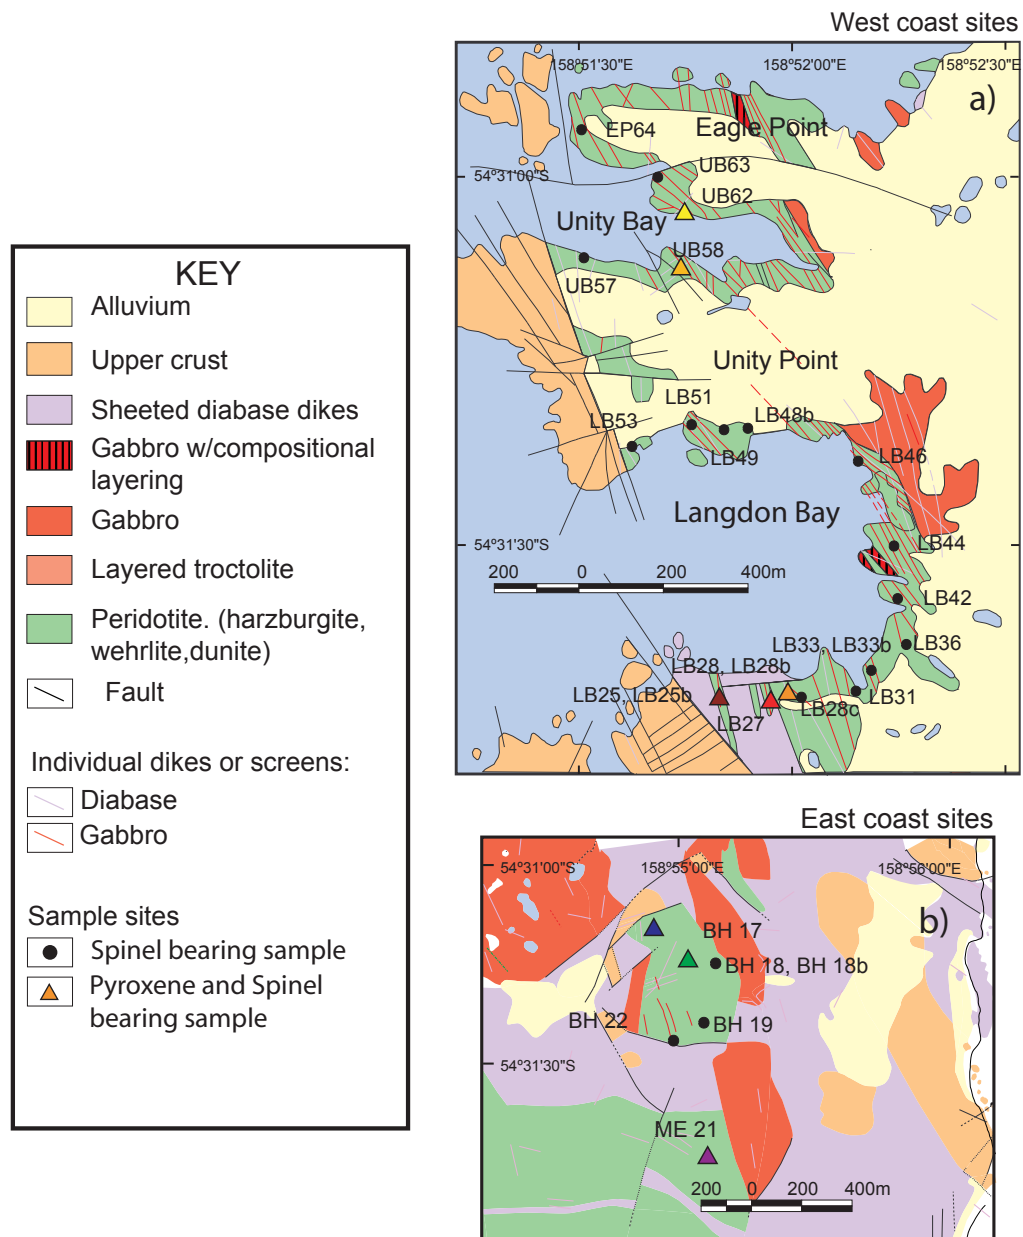 West coast sites
158°51'30"E
158°52'00"E
158°52'30"E
a)
EP64
Eagle Point
UB63
54°31'00"S
UB62
Unity Bay
UB58
UB57
Unity Point
LB51
LB53
LB48b
LB49
LB46
Langdon Bay
54°31'30"S
LB44
200 0 200 400m
LB42
LB33, LB33b
LB36
LB28, LB28b
LB25, LB25b
LB31
LB28c
LB27
KEY
Alluvium
Upper crust
Sheeted diabase dikes
Gabbro w/compositional
layering
Gabbro
Layered troctolite
Peridotite. (harzburgite,
wehrlite,dunite)
Fault
Individual dikes or screens:
Diabase
Gabbro
Sample sites
Spinel bearing sample
Pyroxene and Spinel
bearing sample
East coast sites
54°31'00"S
158°55'00"E
158°56'00"E
b)
BH 17
BH 18, BH 18b
BH 22
BH 19
54°31'30"S
ME 21
200 0 200 400m